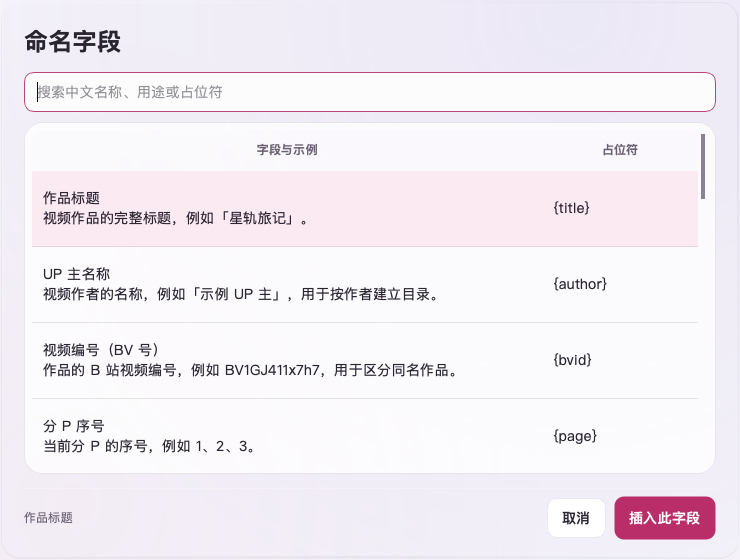 命名字段
搜索中文名称、用途或占位符
字段与示例 占位符
作品标题
视频作品的完整标题，例如「星轨旅记」。
{title}
UP 主名称
视频作者的名称，例如「示例 UP 主」，用于按作者建立目录。
{author}
视频编号（BV 号）
作品的 B 站视频编号，例如 BV1GJ411x7h7，用于区分同名作品。
{bvid}
分 P 序号
当前分 P 的序号，例如 1、2、3。
{page}
作品标题 取消 插入此字段